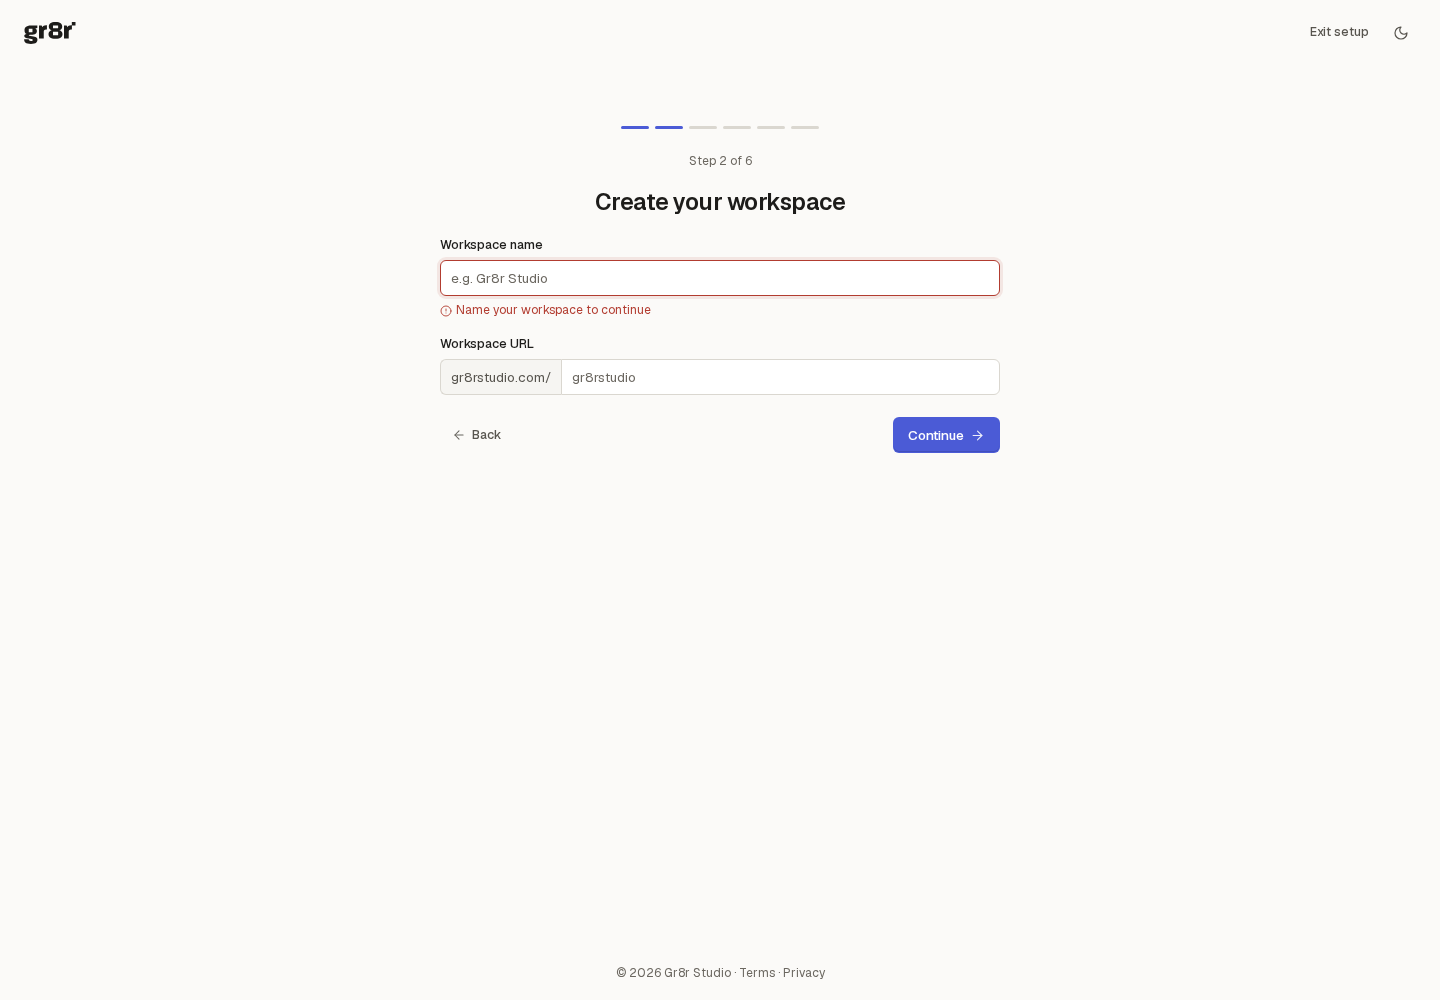 gr8r
Exit setup
Step 2 of 6
Create your workspace
Workspace name
e.g. Gr8r Studio
Name your workspace to continue
Workspace URL
gr8rstudio.com/ gr8rstudio
Back
Continue
© 2026 Gr8r Studio · Terms · Privacy